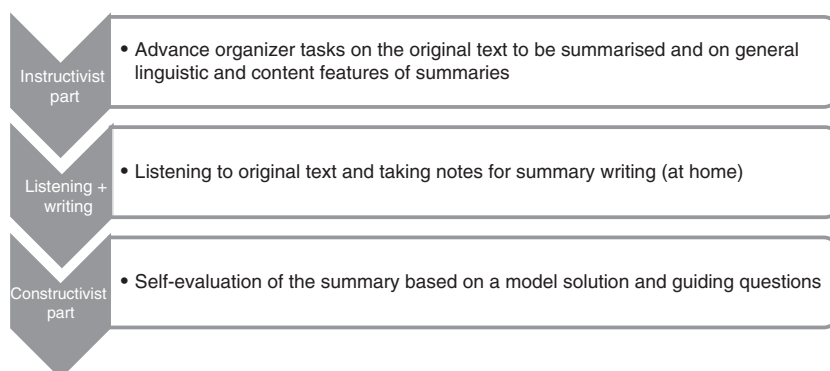 Instructivist
part
• Advance organizer tasks on the original text to be summarised and on general
linguistic and content features of summaries
Listening +
writing
• Listening to original text and taking notes for summary writing (at home)
Constructivist
part
• Self-evaluation of the summary based on a model solution and guiding questions